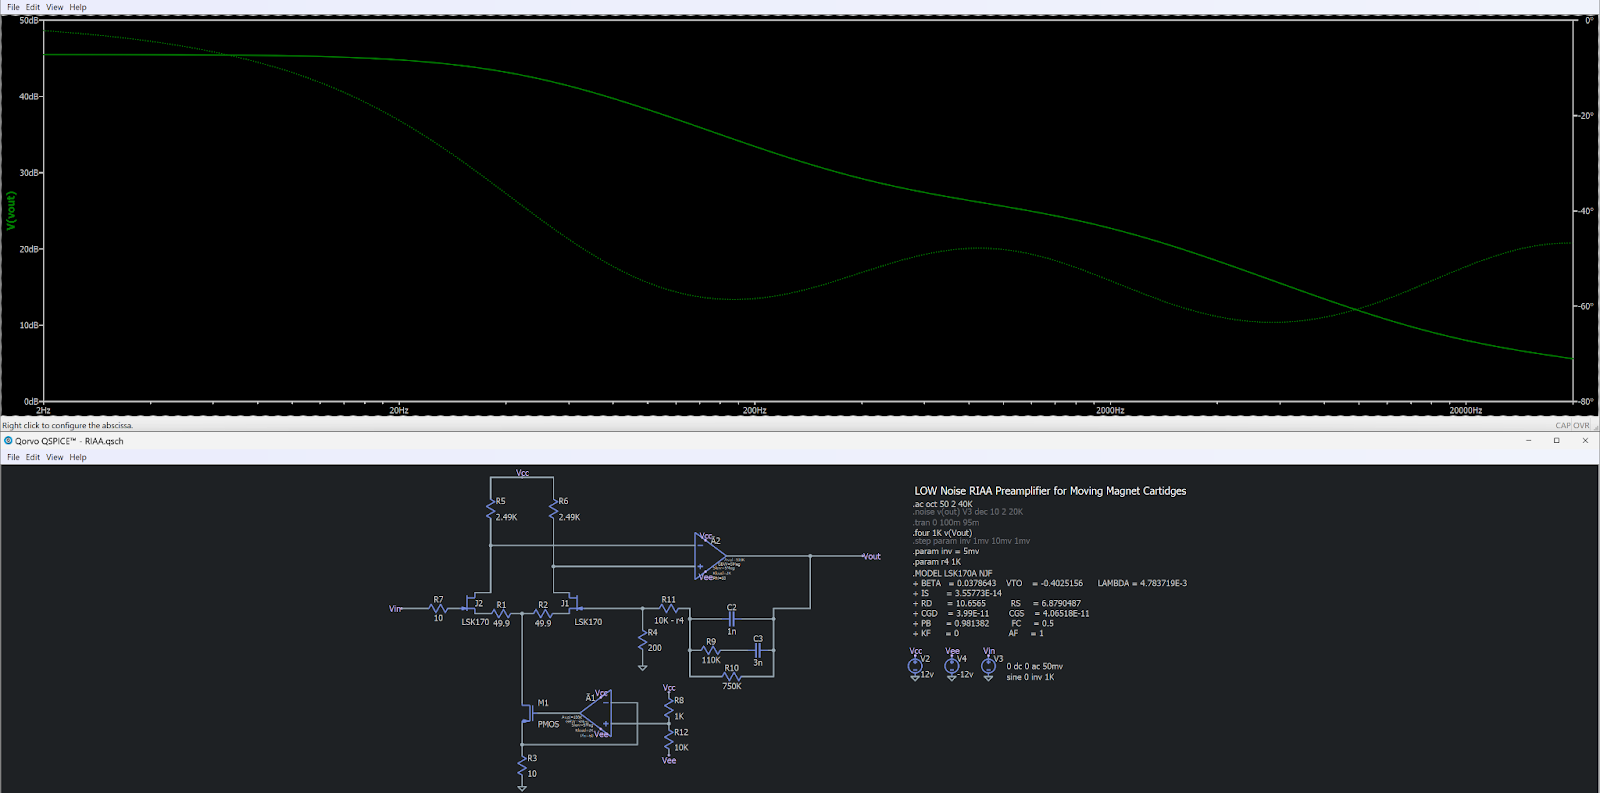 File Edit View Help
50dB
0°
40dB
-20°
30dB
V(vout)
-40°
20dB
-60°
10dB
0dB
-80°
2Hz 20Hz 200Hz 2000Hz 20000Hz
Right click to configure the abscissa.
CAP OVR
Qorvo QSPICE™ - RIAA.qsch
File Edit View Help
Vcc
R5
2.49K
R6
2.49K
Vcc
A2
Vee
Vout
Vin
R7
10
J2
LSK170
R1
49.9
R2
49.9
J1
LSK170
R11
10K - r4
R4
200
C2
1n
R9
110K
C3
3n
R10
750K
M1
PMOS
A1
Vcc
Vee
Vcc
R8
1K
R12
10K
Vee
R3
10
LOW Noise RIAA Preamplifier for Moving Magnet Cartidges
.ac oct 50 2 40K
.noise v(out) V3 dec 10 2 20K
.tran 0 100m 95m
.four 1K v(Vout)
.step param inv 1mv 10mv 1mv
.param inv = 5mv
.param r4 1K
.MODEL LSK170A NJF
+ BETA = 0.0378643 VTO = -0.4025156 LAMBDA = 4.783719E-3
+ IS = 3.55773E-14
+ RD = 10.6565 RS = 6.8790487
+ CGD = 3.99E-11 CGS = 4.06518E-11
+ PB = 0.981382 FC = 0.5
+ KF = 0 AF = 1
Vcc
V2
12v
Vee
V4
-12v
Vin
V3
0 dc 0 ac 50mv
sine 0 inv 1K